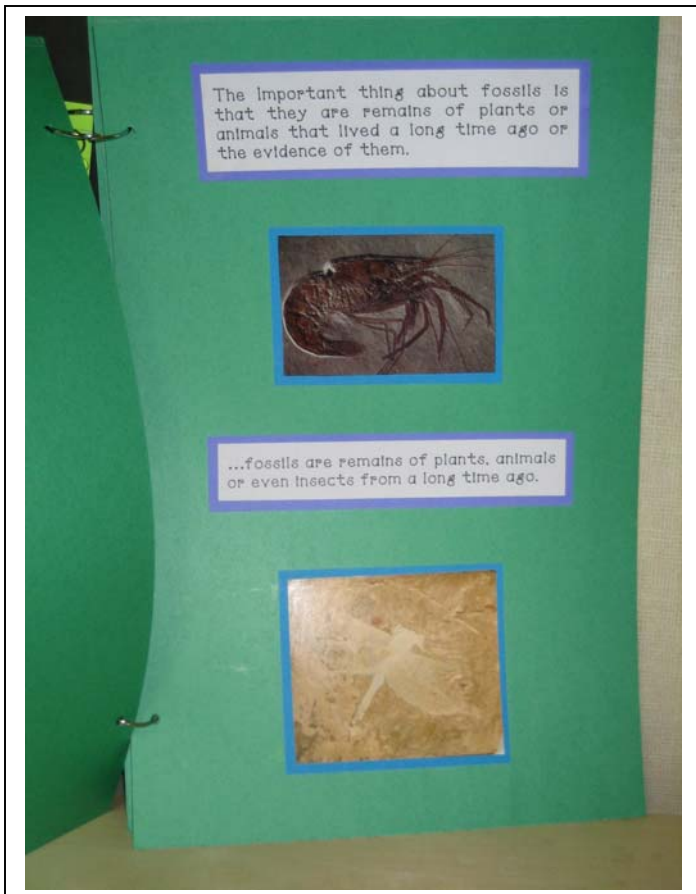 The important thing about fossils is
that they are remains of plants or
animals that lived a long time ago or
the evidence of them.
...fossils are remains of plants, animals
or even insects from a long time ago.